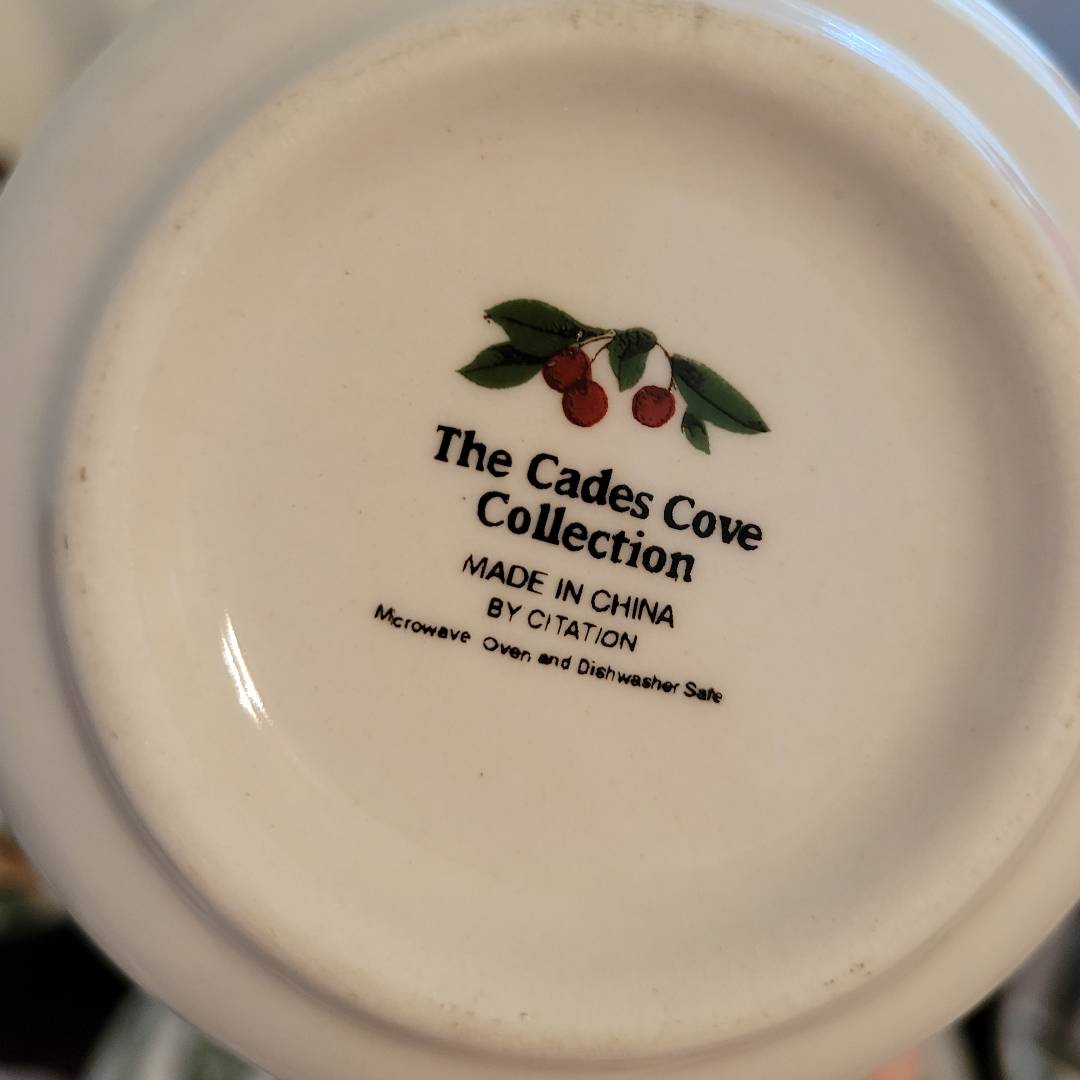 The Cades Cove
Collection
MADE IN CHINA
BY CITATION
Microwave Oven and Dishwasher Safe